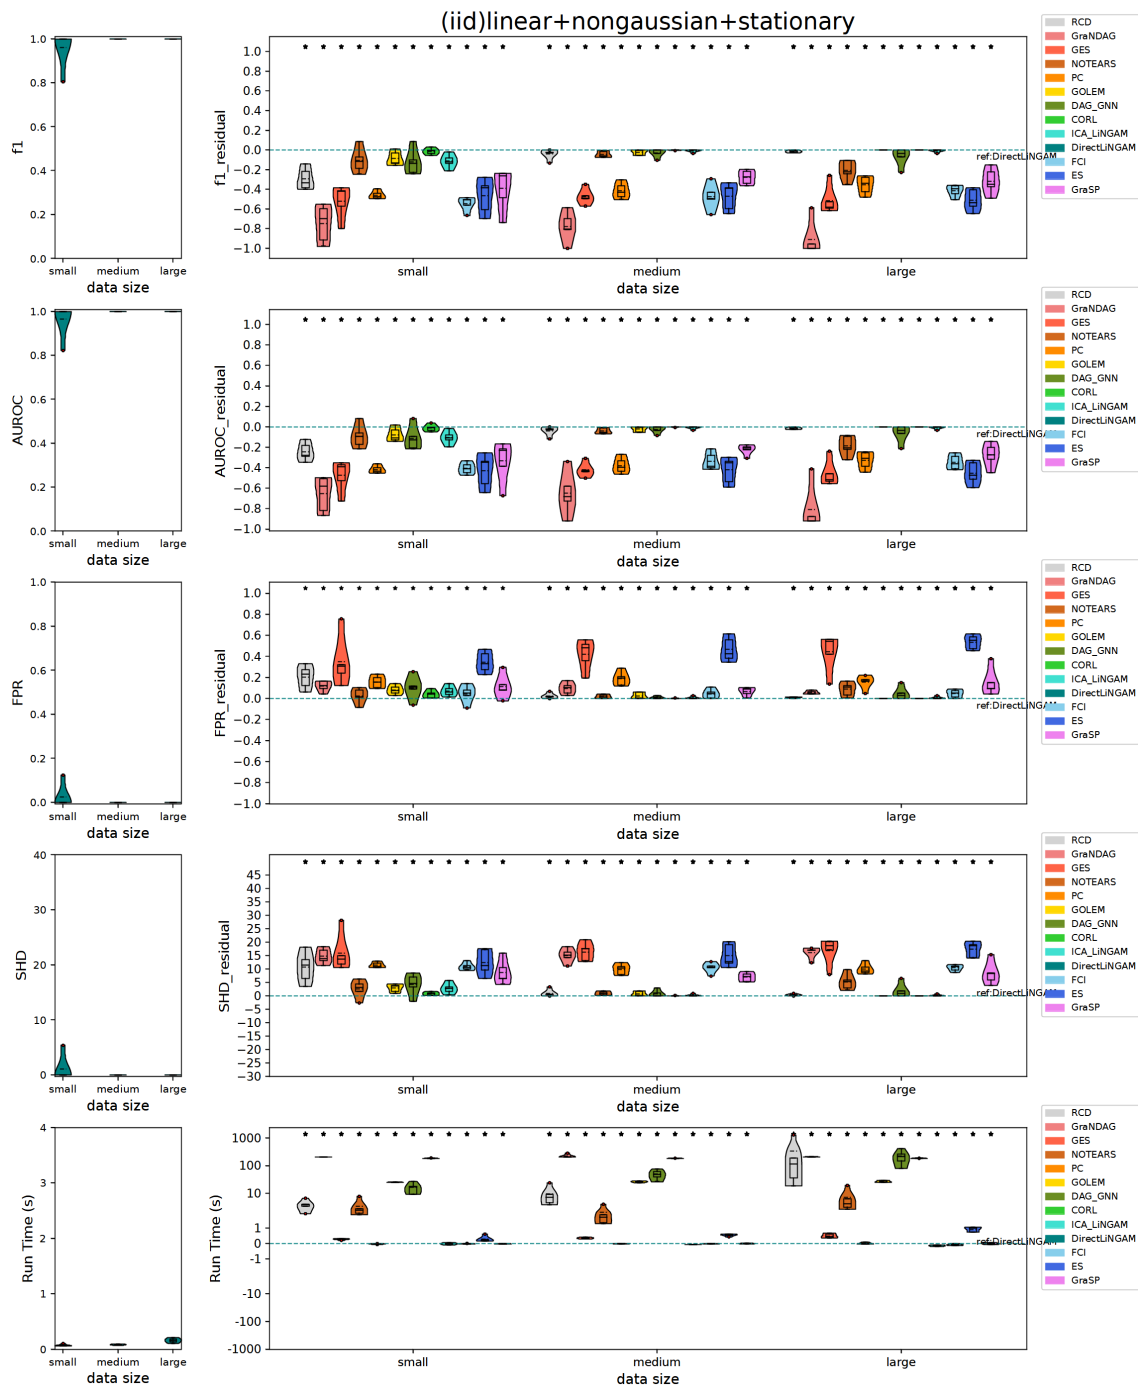 (iid)linear+nongaussian+stationary
f1
1.0
0.8
0.6
0.4
0.2
0.0
small medium large
data size
f1_residual
1.0
0.8
0.6
0.4
0.2
0.0
−0.2
−0.4
−0.6
−0.8
−1.0
small medium large
data size
ref:DirectLiNGAM
RCD
GraNDAG
GES
NOTEARS
PC
GOLEM
DAG_GNN
CORL
ICA_LiNGAM
DirectLiNGAM
FCI
ES
GraSP
AUROC
1.0
0.8
0.6
0.4
0.2
0.0
small medium large
data size
AUROC_residual
1.0
0.8
0.6
0.4
0.2
0.0
−0.2
−0.4
−0.6
−0.8
−1.0
small medium large
data size
ref:DirectLiNGAM
RCD
GraNDAG
GES
NOTEARS
PC
GOLEM
DAG_GNN
CORL
ICA_LiNGAM
DirectLiNGAM
FCI
ES
GraSP
FPR
1.0
0.8
0.6
0.4
0.2
0.0
small medium large
data size
FPR_residual
1.0
0.8
0.6
0.4
0.2
0.0
−0.2
−0.4
−0.6
−0.8
−1.0
small medium large
data size
ref:DirectLiNGAM
RCD
GraNDAG
GES
NOTEARS
PC
GOLEM
DAG_GNN
CORL
ICA_LiNGAM
DirectLiNGAM
FCI
ES
GraSP
SHD
40
30
20
10
0
small medium large
data size
SHD_residual
45
40
35
30
25
20
15
10
5
0
−5
−10
−15
−20
−25
−30
small medium large
data size
ref:DirectLiNGAM
RCD
GraNDAG
GES
NOTEARS
PC
GOLEM
DAG_GNN
CORL
ICA_LiNGAM
DirectLiNGAM
FCI
ES
GraSP
Run Time (s)
4
3
2
1
0
small medium large
data size
Run Time (s)
1000
100
10
1
0
-1
-10
-100
-1000
small medium large
data size
ref:DirectLiNGAM
RCD
GraNDAG
GES
NOTEARS
PC
GOLEM
DAG_GNN
CORL
ICA_LiNGAM
DirectLiNGAM
FCI
ES
GraSP